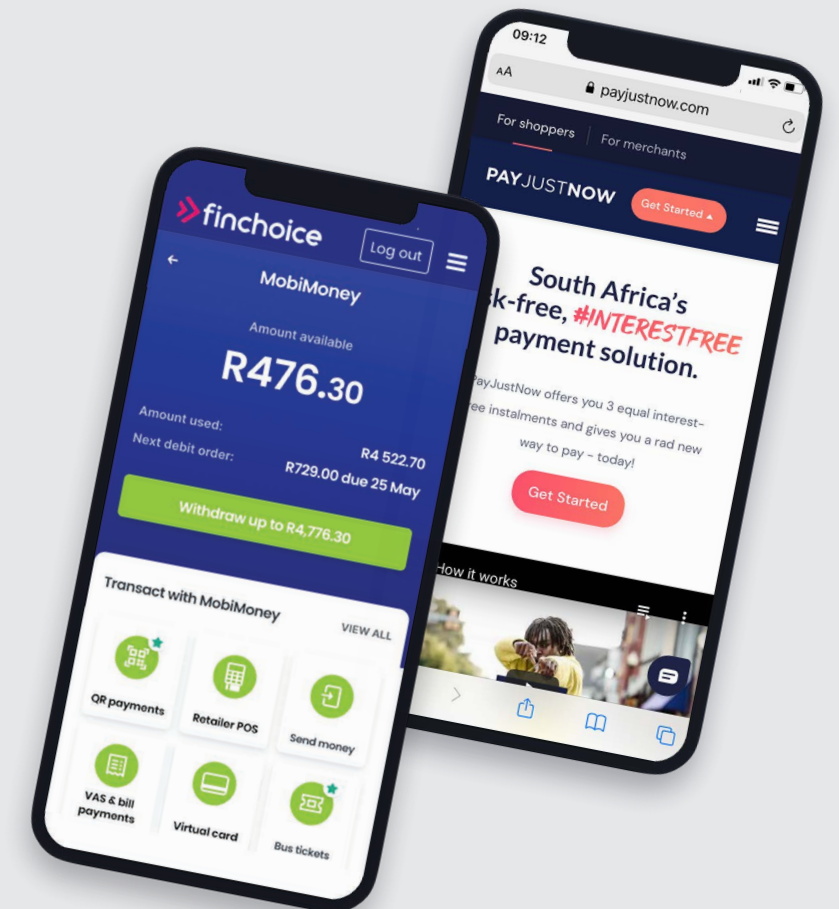 finchoice
Log out
MobiMoney
Amount available
R476.30
Amount used:
R4 522.70
Next debit order:
R729.00 due 25 May
Withdraw up to R4,776.30
Transact with MobiMoney
VIEW ALL
QR payments
Retailer POS
Send money
VAS & bill
payments
Virtual card
Bus tickets
09:12
AA
payjustnow.com
For shoppers
For merchants
PAYJUSTNOW
Get Started
South Africa's
k-free, #INTERESTFREE
payment solution.
ayJustNow offers you 3 equal interest-
ee instalments and gives you a rad new
way to pay - today!
Get Started
How it works